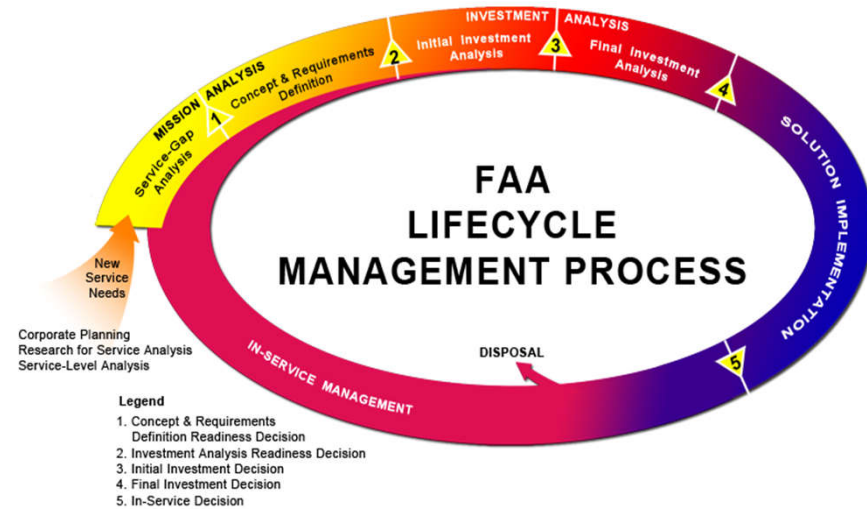 MISSION ANALYSIS
Service-Gap
Analysis
1
Concept & Requirements
Definition
2
INVESTMENT ANALYSIS
Initial Investment
Analysis
3
Final Investment
Analysis
4
SOLUTION IMPLEMENTATION
5
IN-SERVICE MANAGEMENT
DISPOSAL
FAA
LIFECYCLE
MANAGEMENT PROCESS
New
Service
Needs
Corporate Planning
Research for Service Analysis
Service-Level Analysis
Legend
1. Concept & Requirements
Definition Readiness Decision
2. Investment Analysis Readiness Decision
3. Initial Investment Decision
4. Final Investment Decision
5. In-Service Decision